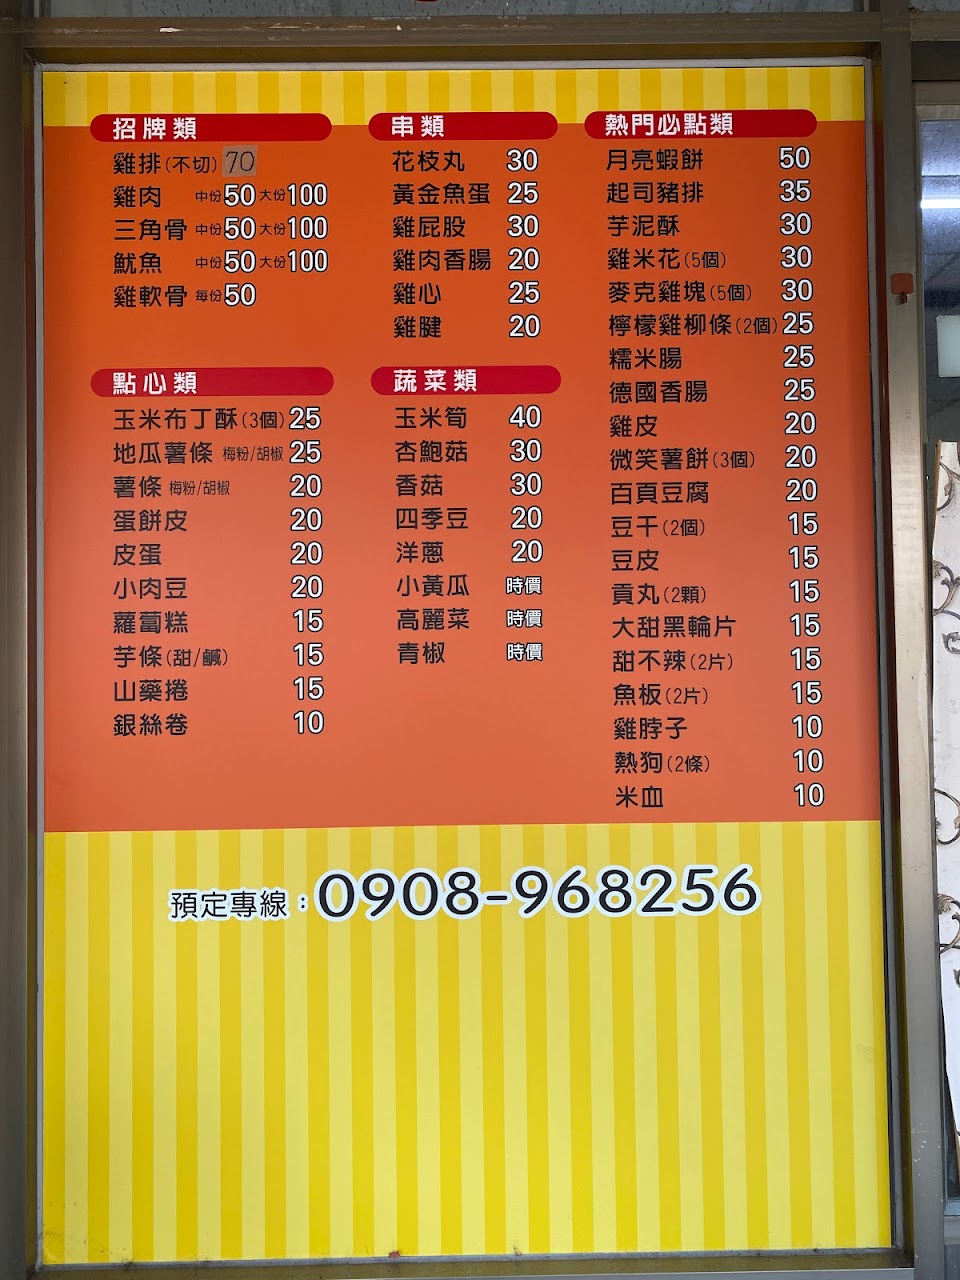 招牌類
雞排(不切) 70
雞肉 中份50 大份100
三角骨 中份50 大份100
魷魚 中份50 大份100
雞軟骨 每份50
點心類
玉米布丁酥(3個) 25
地瓜薯條 梅粉/胡椒 25
薯條 梅粉/胡椒 20
蛋餅皮 20
皮蛋 20
小肉豆 20
蘿蔔糕 15
芋條(甜/鹹) 15
山藥捲 15
銀絲卷 10
串類
花枝丸 30
黃金魚蛋 25
雞屁股 30
雞肉香腸 20
雞心 25
雞腱 20
蔬菜類
玉米筍 40
杏鮑菇 30
香菇 30
四季豆 20
洋蔥 20
小黃瓜 時價
高麗菜 時價
青椒 時價
熱門必點類
月亮蝦餅 50
起司豬排 35
芋泥酥 30
雞米花(5個) 30
麥克雞塊(5個) 30
檸檬雞柳條(2個) 25
糯米腸 25
德國香腸 25
雞皮 20
微笑薯餅(3個) 20
百頁豆腐 20
豆干(2個) 15
豆皮 15
貢丸(2顆) 15
大甜黑輪片 15
甜不辣(2片) 15
魚板(2片) 15
雞脖子 10
熱狗(2條) 10
米血 10
預定專線：0908-968256